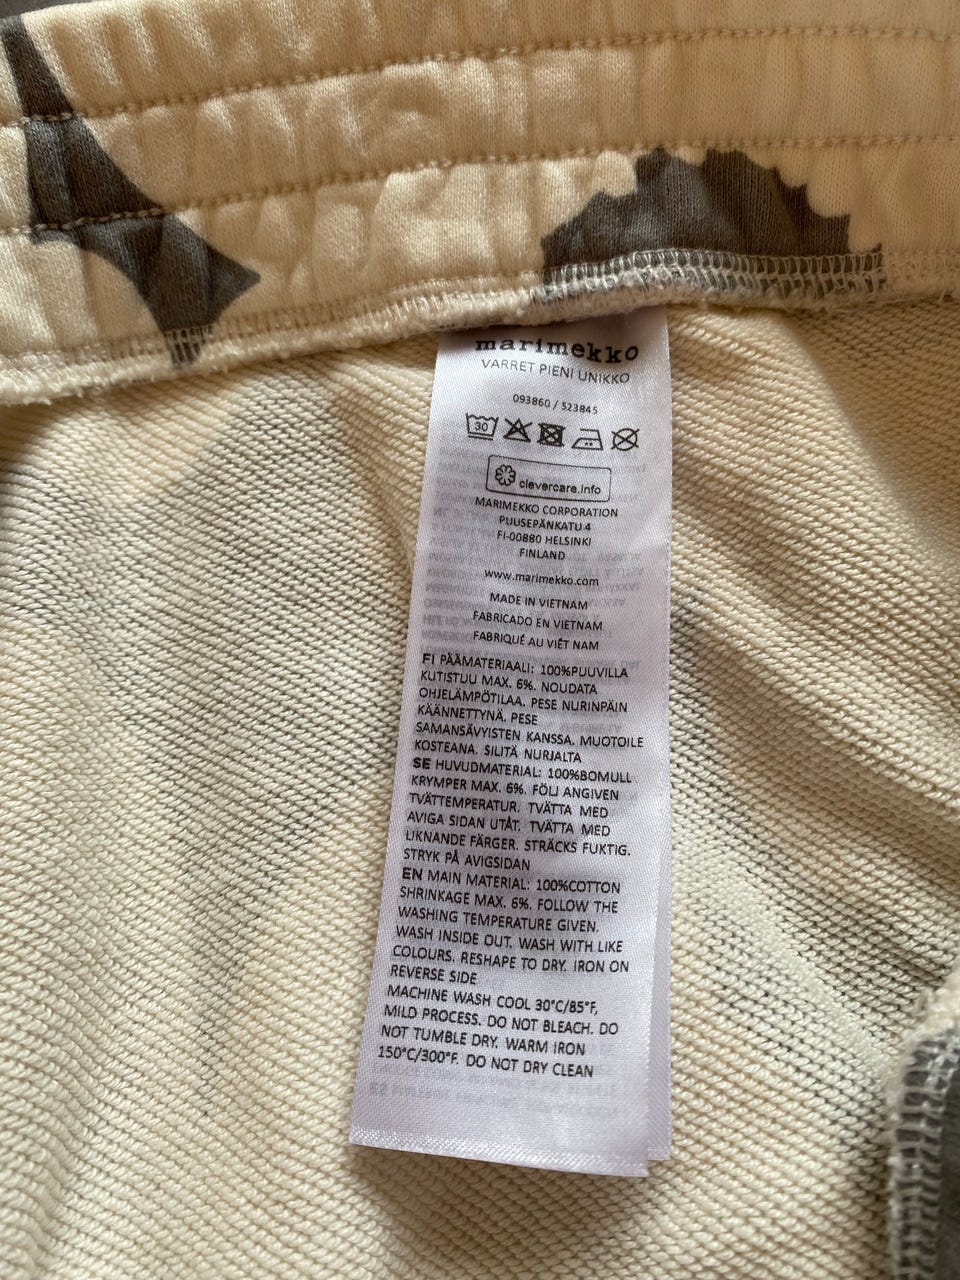 marimekko
VARRET PIENI UNIKKO
093860 / 523845
30
clevercare.info
MARIMEKKO CORPORATION
PUUSEPÄNKATU 4
FI-00880 HELSINKI
FINLAND
www.marimekko.com
MADE IN VIETNAM
FABRICADO EN VIETNAM
FABRIQUÉ AU VIÊT NAM
FI PÄÄMATERIAALI: 100%PUUVILLA
KUTISTUU MAX. 6%. NOUDATA
OHJELÄMPÖTILAA. PESE NURINPÄIN
KÄÄNNETTYNÄ. PESE
SAMANSÄVYISTEN KANSSA. MUOTOILE
KOSTEANA. SILITÄ NURJALTA
SE HUVUDMATERIAL: 100%BOMULL
KRYMPER MAX. 6%. FÖLJ ANGIVEN
TVÄTTEMPERATUR. TVÄTTA MED
AVIGA SIDAN UTÅT. TVÄTTA MED
LIKNANDE FÄRGER. STRÄCKS FUKTIG.
STRYK PÅ AVIGSIDAN
EN MAIN MATERIAL: 100%COTTON
SHRINKAGE MAX. 6%. FOLLOW THE
WASHING TEMPERATURE GIVEN.
WASH INSIDE OUT. WASH WITH LIKE
COLOURS. RESHAPE TO DRY. IRON ON
REVERSE SIDE
MACHINE WASH COOL 30°C/85°F,
MILD PROCESS. DO NOT BLEACH. DO
NOT TUMBLE DRY. WARM IRON
150°C/300°F. DO NOT DRY CLEAN